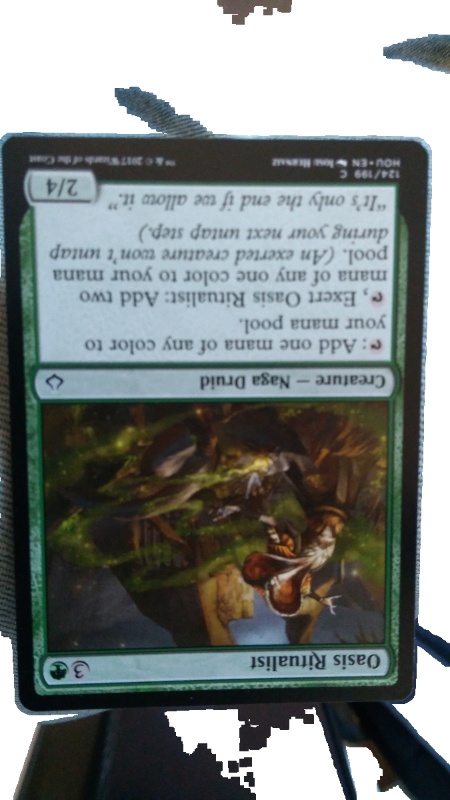 Oasis Ritualist 3
Creature — Naga Druid
: Add one mana of any color to
your mana pool.
, Exert Oasis Ritualist: Add two
mana of any one color to your mana
pool. (An exerted creature won't untap
during your next untap step.)
"It's only the end if we allow it."
2/4
124/199 C
HOU • EN
™ & © 2017 Wizards of the Coast